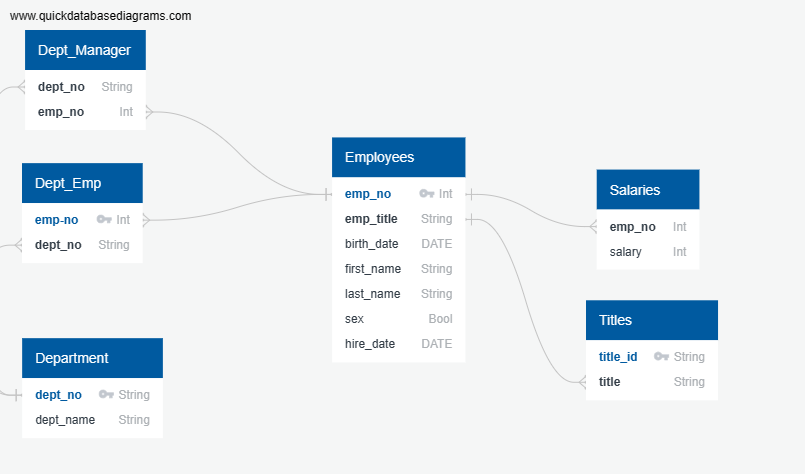 www.quickdatabasediagrams.com
Dept_Manager
dept_no String
emp_no Int
Dept_Emp
emp-no Int
dept_no String
Department
dept_no String
dept_name String
Employees
emp_no Int
emp_title String
birth_date DATE
first_name String
last_name String
sex Bool
hire_date DATE
Salaries
emp_no Int
salary Int
Titles
title_id String
title String